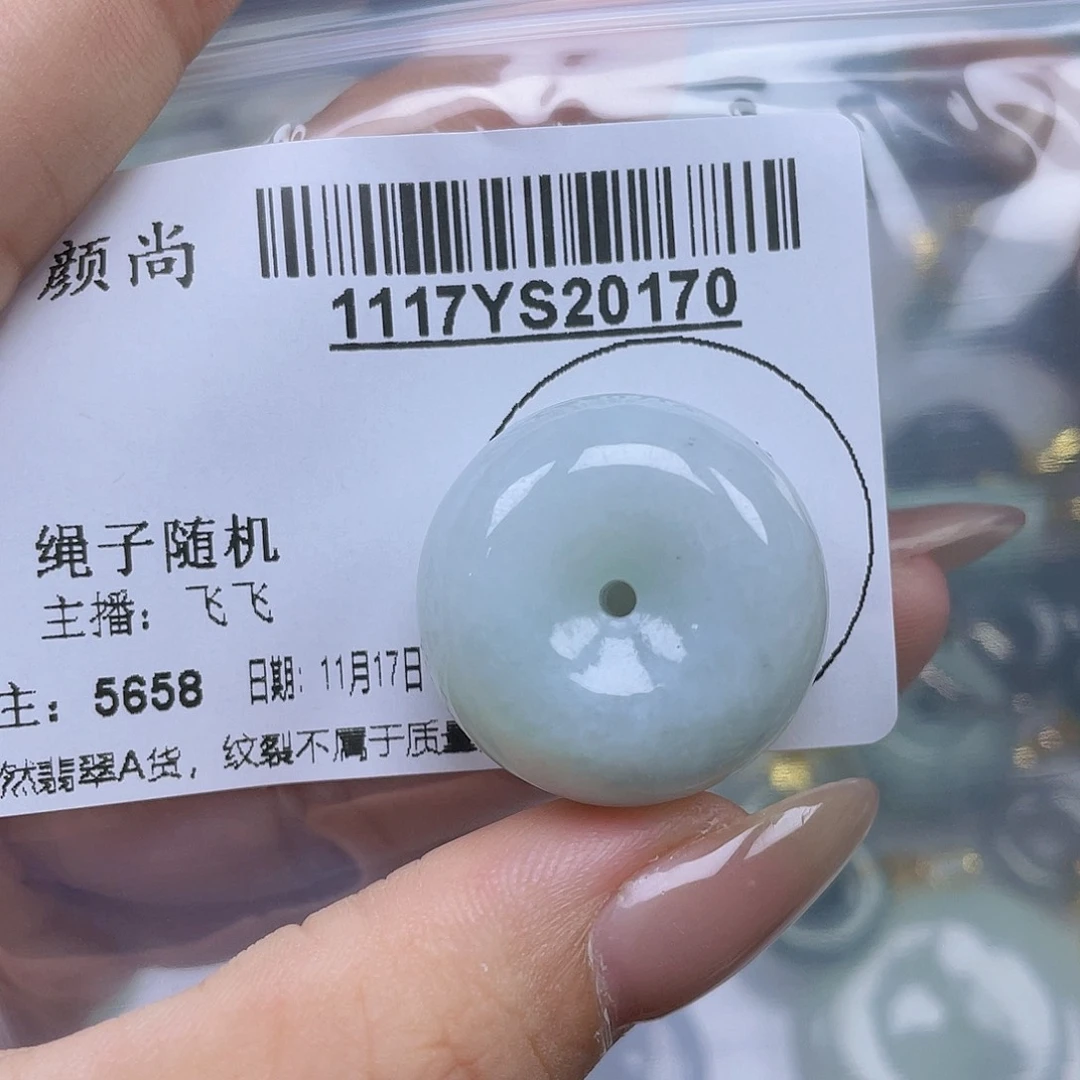 颜尚
1117YS20170
绳子随机
主播：飞飞
主：5658 日期：11月17日
然翡翠A货，纹裂不属于质量